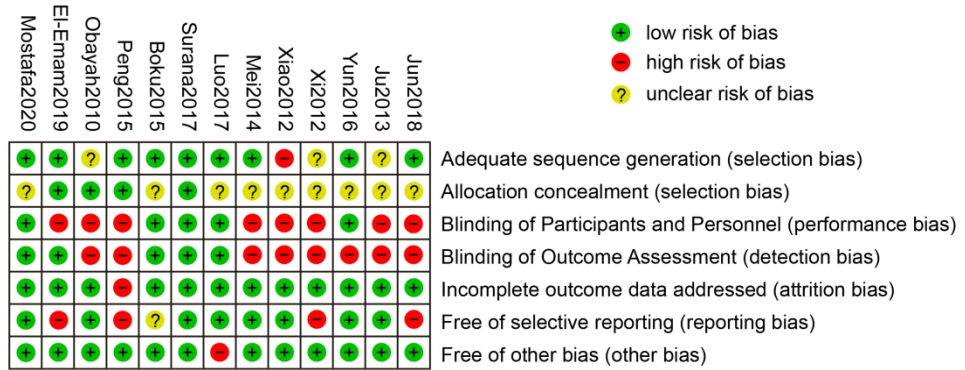 Mostafa2020
El-Emam2019
Obayah2010
Peng2015
Boku2015
Surana2017
Luo2017
Mei2014
Xiao2012
Xi2012
Yun2016
Ju2013
Jun2018
+ low risk of bias
− high risk of bias
? unclear risk of bias
+ + ? + + + + + − ? + ? + Adequate sequence generation (selection bias)
? + + + ? + ? ? ? ? ? ? ? Allocation concealment (selection bias)
+ − − − + + + − − − + − − Blinding of Participants and Personnel (performance bias)
+ + − − + + + − − − − − − Blinding of Outcome Assessment (detection bias)
+ + + − + + + + + + + + + Incomplete outcome data addressed (attrition bias)
+ − + − ? + + + + − + + − Free of selective reporting (reporting bias)
+ + + + + + − + + + + + + Free of other bias (other bias)